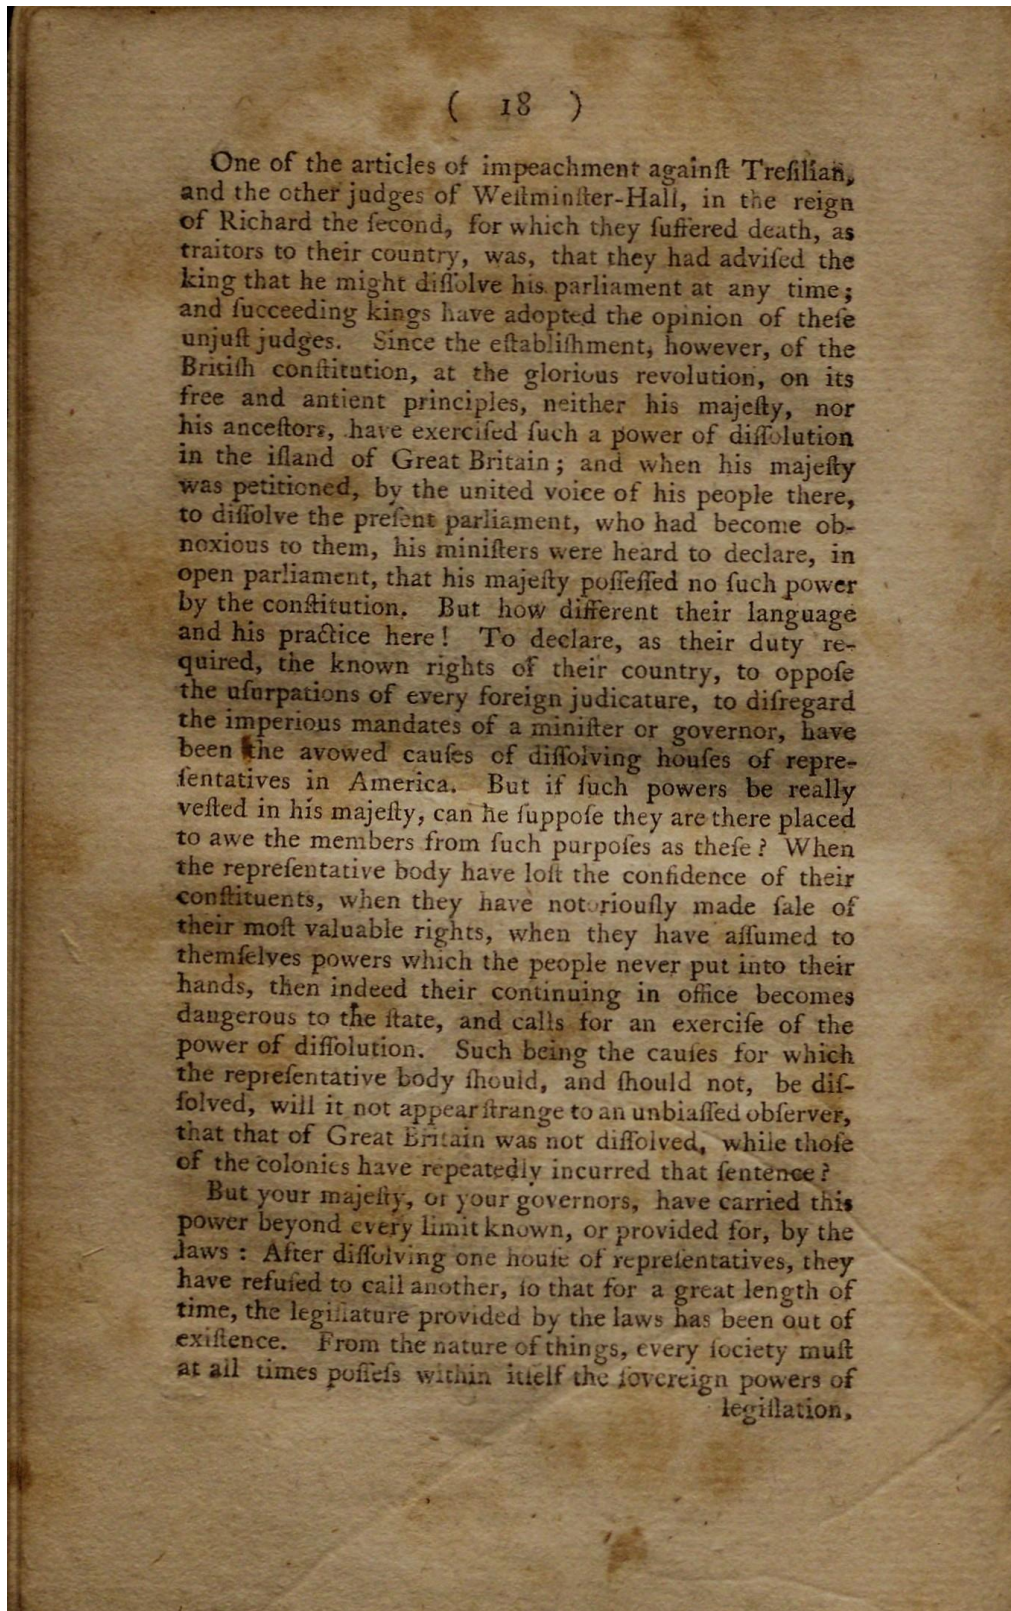 ( 18 )
One of the articles of impeachment againſt Treſilian,
and the other judges of Weſtminſter-Hall, in the reign
of Richard the ſecond, for which they ſuffered death, as
traitors to their country, was, that they had adviſed the
king that he might diſſolve his parliament at any time;
and ſucceeding kings have adopted the opinion of theſe
unjuſt judges. Since the eſtabliſhment, however, of the
Britiſh conſtitution, at the glorious revolution, on its
free and antient principles, neither his majeſty, nor
his anceſtors, have exerciſed ſuch a power of diſſolution
in the iſland of Great Britain; and when his majeſty
was petitioned, by the united voice of his people there,
to diſſolve the preſent parliament, who had become ob-
noxious to them, his miniſters were heard to declare, in
open parliament, that his majeſty poſſeſſed no ſuch power
by the conſtitution. But how different their language
and his practice here! To declare, as their duty re-
quired, the known rights of their country, to oppoſe
the uſurpations of every foreign judicature, to diſregard
the imperious mandates of a miniſter or governor, have
been the avowed cauſes of diſſolving houſes of repre-
ſentatives in America. But if ſuch powers be really
veſted in his majeſty, can he ſuppoſe they are there placed
to awe the members from ſuch purpoſes as theſe? When
the repreſentative body have loſt the confidence of their
conſtituents, when they have notoriouſly made ſale of
their moſt valuable rights, when they have aſſumed to
themſelves powers which the people never put into their
hands, then indeed their continuing in office becomes
dangerous to the ſtate, and calls for an exerciſe of the
power of diſſolution. Such being the cauſes for which
the repreſentative body ſhould, and ſhould not, be diſ-
ſolved, will it not appear ſtrange to an unbiaſſed obſerver,
that that of Great Britain was not diſſolved, while thoſe
of the colonies have repeatedly incurred that ſentence?
But your majeſty, or your governors, have carried this
power beyond every limit known, or provided for, by the
laws: After diſſolving one houſe of repreſentatives, they
have refuſed to call another, ſo that for a great length of
time, the legiſlature provided by the laws has been out of
exiſtence. From the nature of things, every ſociety muſt
at all times poſſeſs within itſelf the ſovereign powers of
legiſlation,